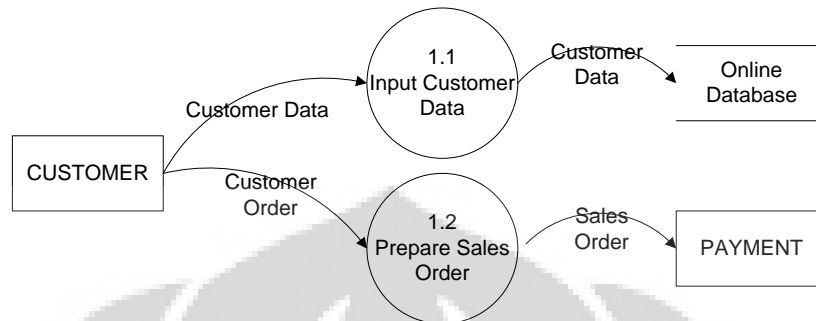 CUSTOMER
Customer Data
1.1
Input Customer
Data
Customer
Data
Online
Database
Customer
Order
1.2
Prepare Sales
Order
Sales
Order
PAYMENT